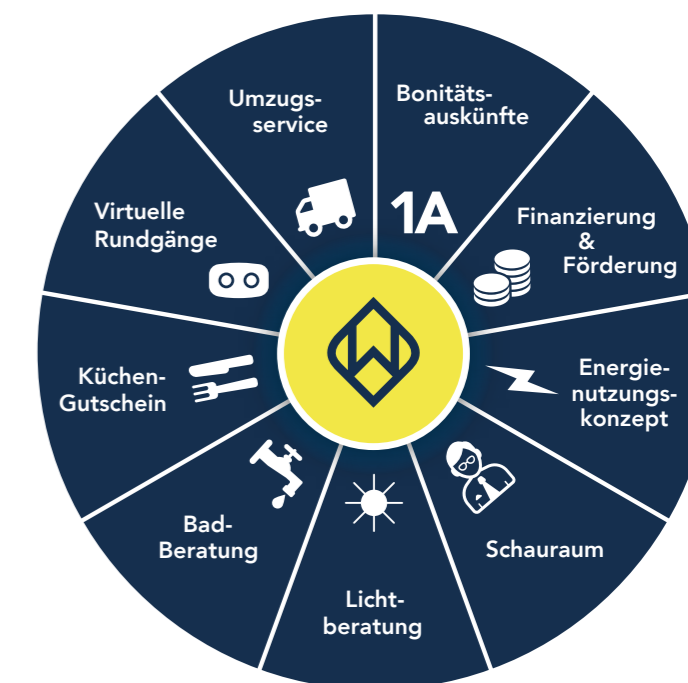 Umzugs-
service
Bonitäts-
auskünfte
1A
Finanzierung
&
Förderung
Virtuelle
Rundgänge
Energie-
nutzungs-
konzept
Küchen-
Gutschein
Bad-
Beratung
Schauraum
Licht-
beratung